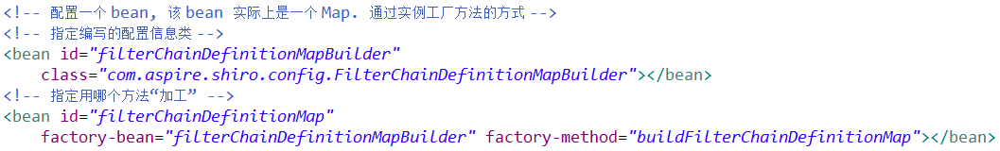 <!-- 配置一个 bean, 该 bean 实际上是一个 Map. 通过实例工厂方法的方式 -->
<!-- 指定编写的配置信息类 -->
<bean id="filterChainDefinitionMapBuilder"
    class="com.aspire.shiro.config.FilterChainDefinitionMapBuilder"></bean>
<!-- 指定用哪个方法“加工” -->
<bean id="filterChainDefinitionMap"
    factory-bean="filterChainDefinitionMapBuilder" factory-method="buildFilterChainDefinitionMap"></bean>